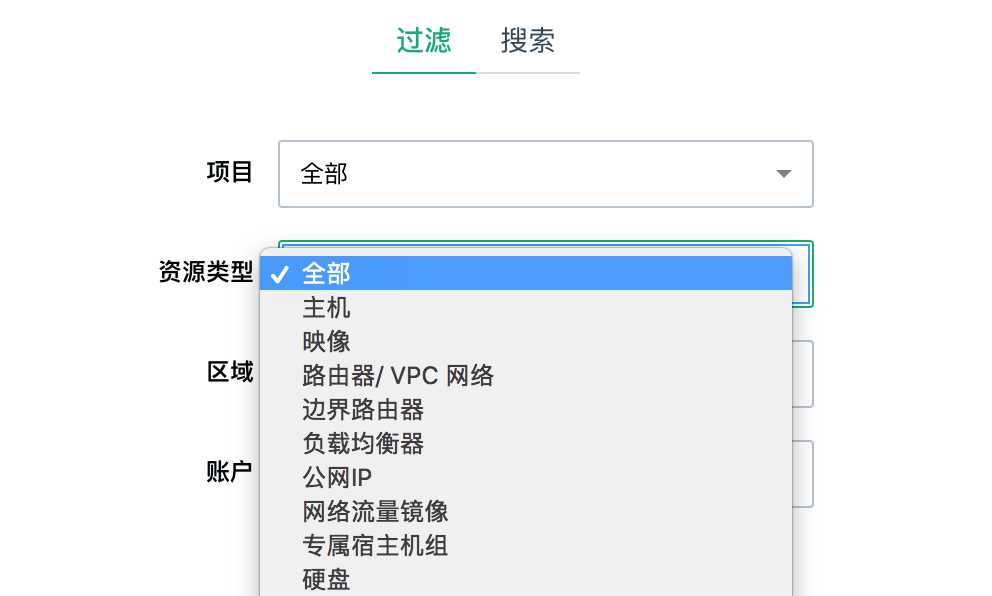 过滤 搜索
项目 全部
资源类型 全部
主机
映像
路由器/ VPC 网络
区域
边界路由器
负载均衡器
账户
公网IP
网络流量镜像
专属宿主机组
硬盘